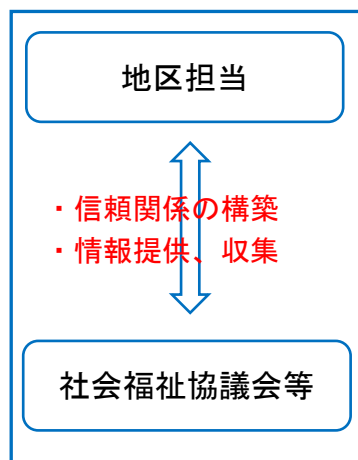 地区担当
・信頼関係の構築
・情報提供、収集
社会福祉協議会等